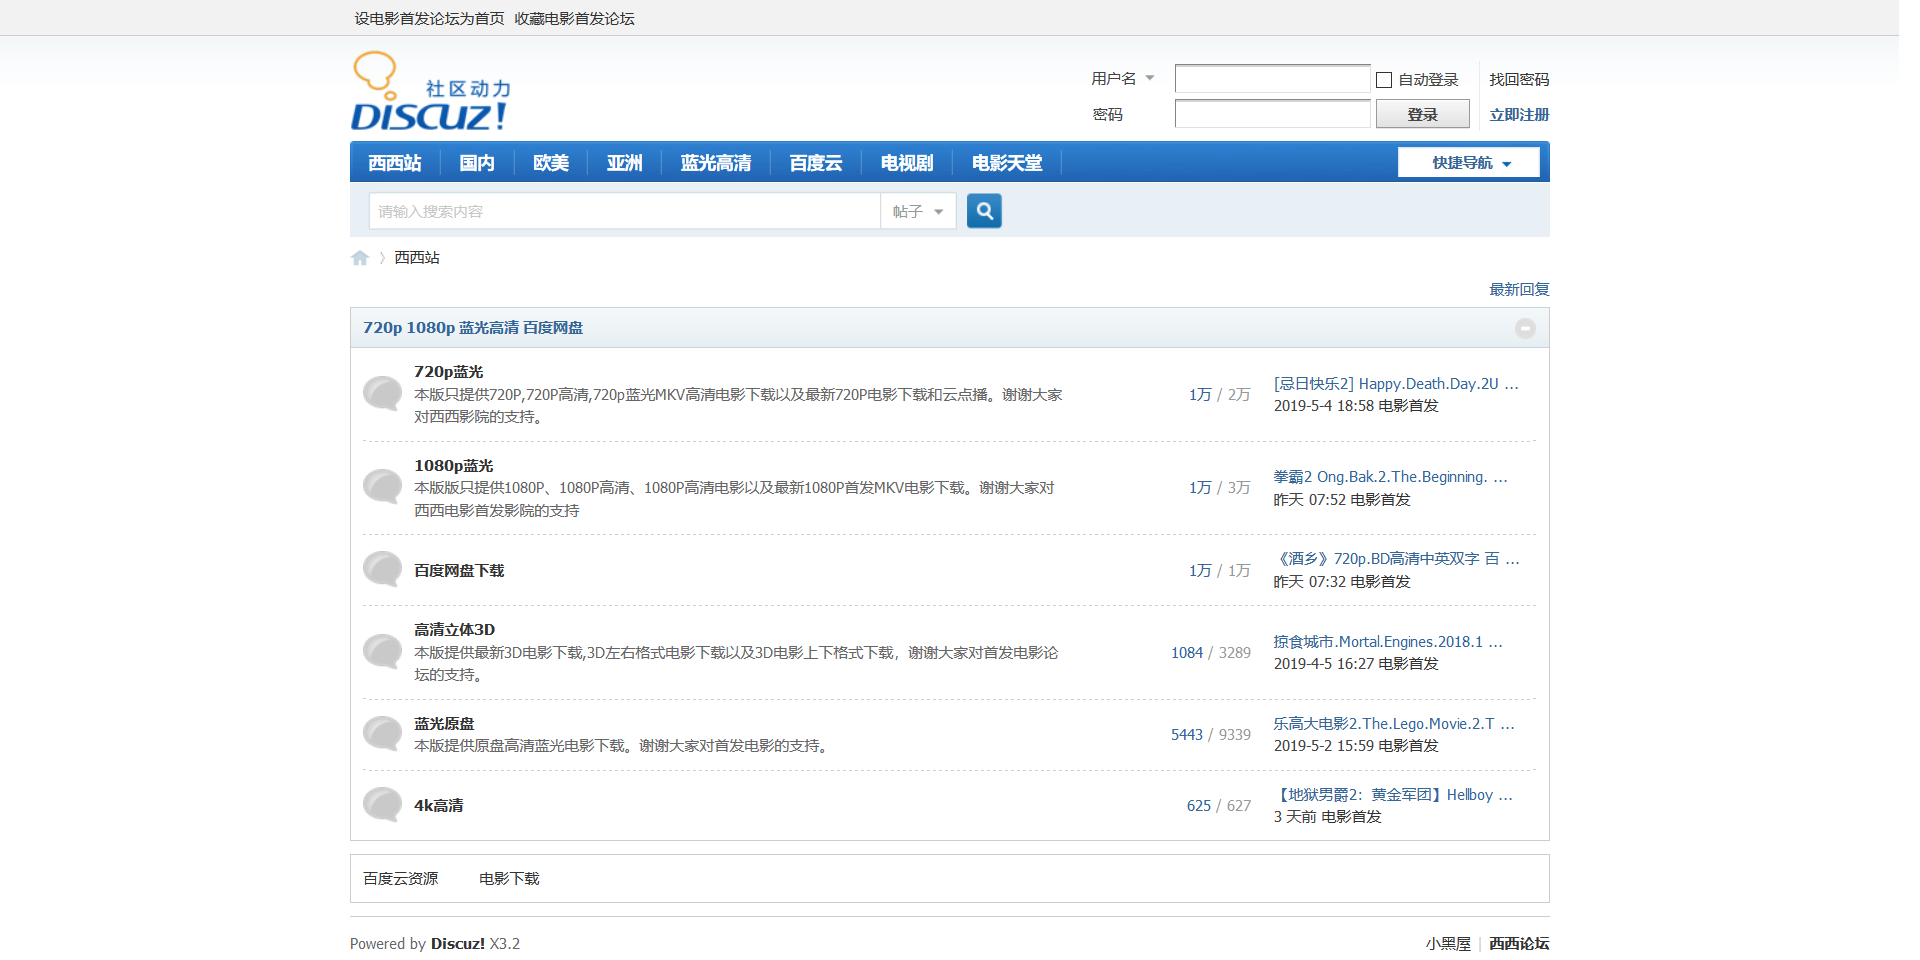 设电影首发论坛为首页 收藏电影首发论坛
社区动力
DISCUZ!
用户名
自动登录
找回密码
密码
登录
立即注册
西西站 国内 欧美 亚洲 蓝光高清 百度云 电视剧 电影天堂
快捷导航
请输入搜索内容
帖子
西西站
最新回复
720p 1080p 蓝光高清 百度网盘
720p蓝光
本版只提供720P,720P高清,720p蓝光MKV高清电影下载以及最新720P电影下载和云点播。谢谢大家
对西西影院的支持。
1万 / 2万
[忌日快乐2] Happy.Death.Day.2U ...
2019-5-4 18:58 电影首发
1080p蓝光
本版版只提供1080P、1080P高清、1080P高清电影以及最新1080P首发MKV电影下载。谢谢大家对
西西电影首发影院的支持
1万 / 3万
拳霸2 Ong.Bak.2.The.Beginning. ...
昨天 07:52 电影首发
百度网盘下载
1万 / 1万
《酒乡》720p.BD高清中英双字 百 ...
昨天 07:32 电影首发
高清立体3D
本版提供最新3D电影下载,3D左右格式电影下载以及3D电影上下格式下载，谢谢大家对首发电影论
坛的支持。
1084 / 3289
掠食城市.Mortal.Engines.2018.1 ...
2019-4-5 16:27 电影首发
蓝光原盘
本版提供原盘高清蓝光电影下载。谢谢大家对首发电影的支持。
5443 / 9339
乐高大电影2.The.Lego.Movie.2.T ...
2019-5-2 15:59 电影首发
4k高清
625 / 627
【地狱男爵2：黄金军团】Hellboy ...
3 天前 电影首发
百度云资源 电影下载
Powered by Discuz! X3.2
小黑屋 | 西西论坛